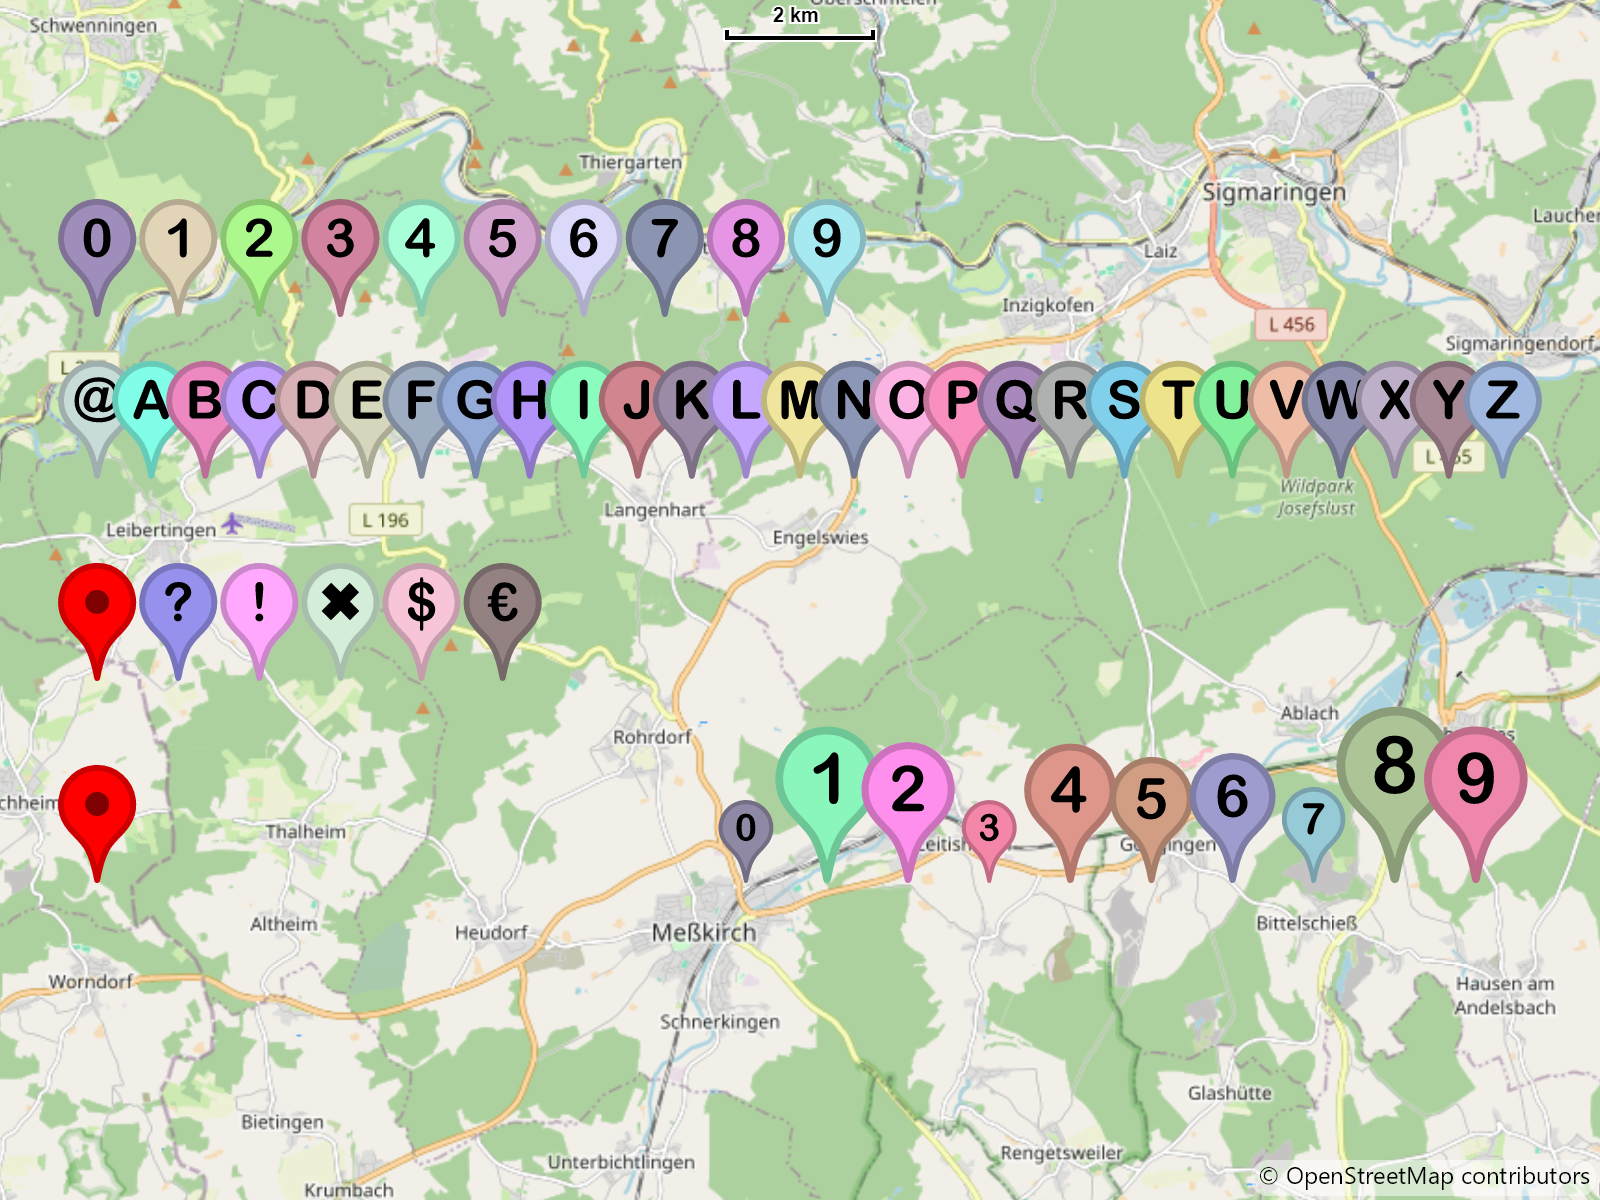 Oberschmeien
2 km
Schwenningen
Thiergarten
Sigmaringen
0 1 2 3 4 5 6 7 8 9
Laiz
Inzigkofen
L 456
Sigmaringendorf
@ A B C D E F G H I J K L M N O P Q R S T U V W X Y Z
Wildpark
Josefslust
Langenhart
L 196
Leibertingen
Engelswies
? ! ✖ $ €
Ablach
Rohrdorf
0 1 2 3 4 5 6 7 8 9
Thalheim
Altheim
Heudorf
Meßkirch
Bittelschieß
Worndorf
Hausen am
Andelsbach
Schnerkingen
Glashütte
Bietingen
Rengetsweiler
Unterbichtlingen
Krumbach
© OpenStreetMap contributors